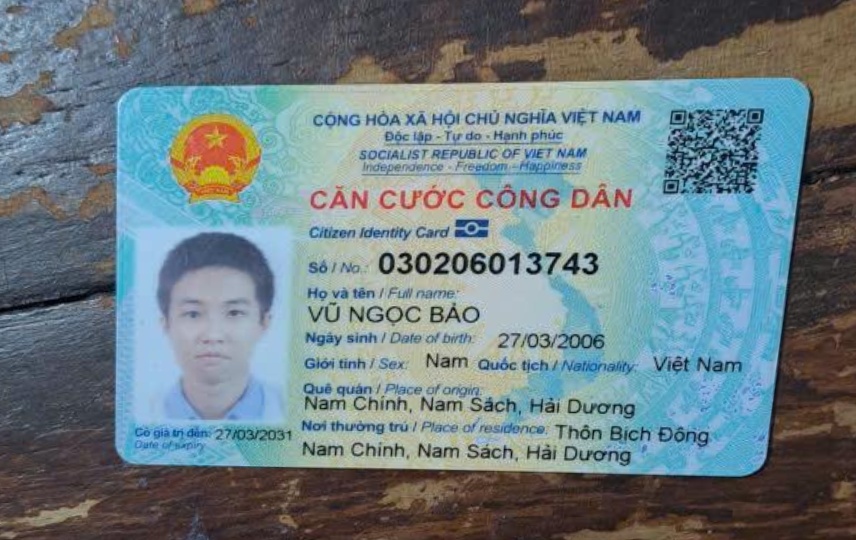 CỘNG HÒA XÃ HỘI CHỦ NGHĨA VIỆT NAM
Độc lập - Tự do - Hạnh phúc
SOCIALIST REPUBLIC OF VIET NAM
Independence - Freedom - Happiness
CĂN CƯỚC CÔNG DÂN
Citizen Identity Card
Số / No.: 030206013743
Họ và tên / Full name:
VŨ NGỌC BẢO
Ngày sinh / Date of birth: 27/03/2006
Giới tính / Sex: Nam Quốc tịch / Nationality: Việt Nam
Quê quán / Place of origin:
Nam Chính, Nam Sách, Hải Dương
Nơi thường trú / Place of residence: Thôn Bịch Đông
Nam Chính, Nam Sách, Hải Dương
Có giá trị đến: 27/03/2031
Date of expiry